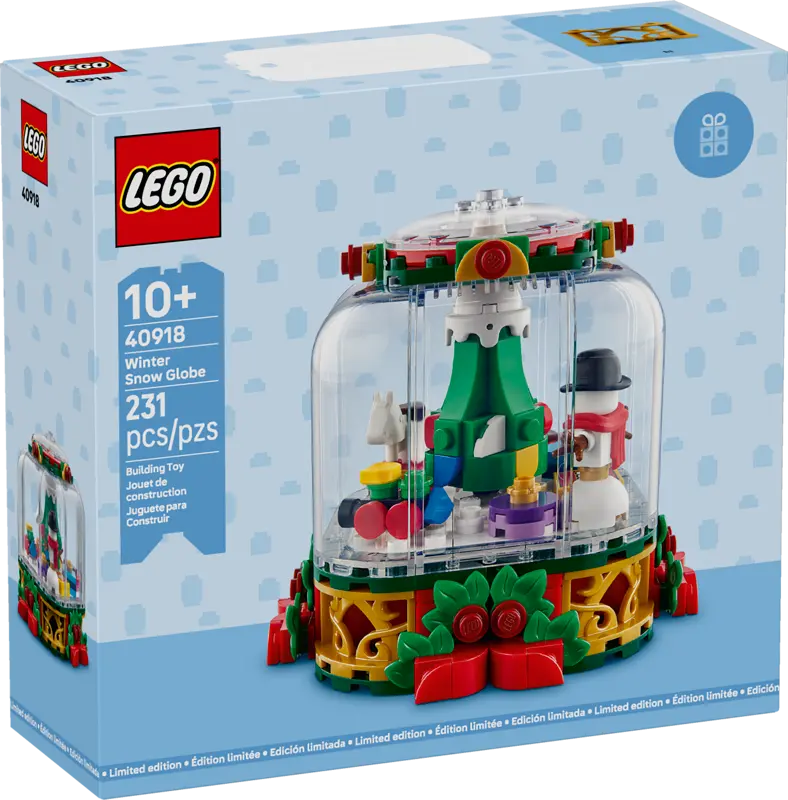 LEGO
40918
LEGO
40918
LEGO
10+
40918
Winter
Snow Globe
231
pcs/pzs
Building Toy
Jouet de
construction
Juguete para
Construir
Limited edition • Édition limitée • Edición limitada • Limited edition • Édition limitée • Edición limitada • Limited edition • Édition limitée • Edición